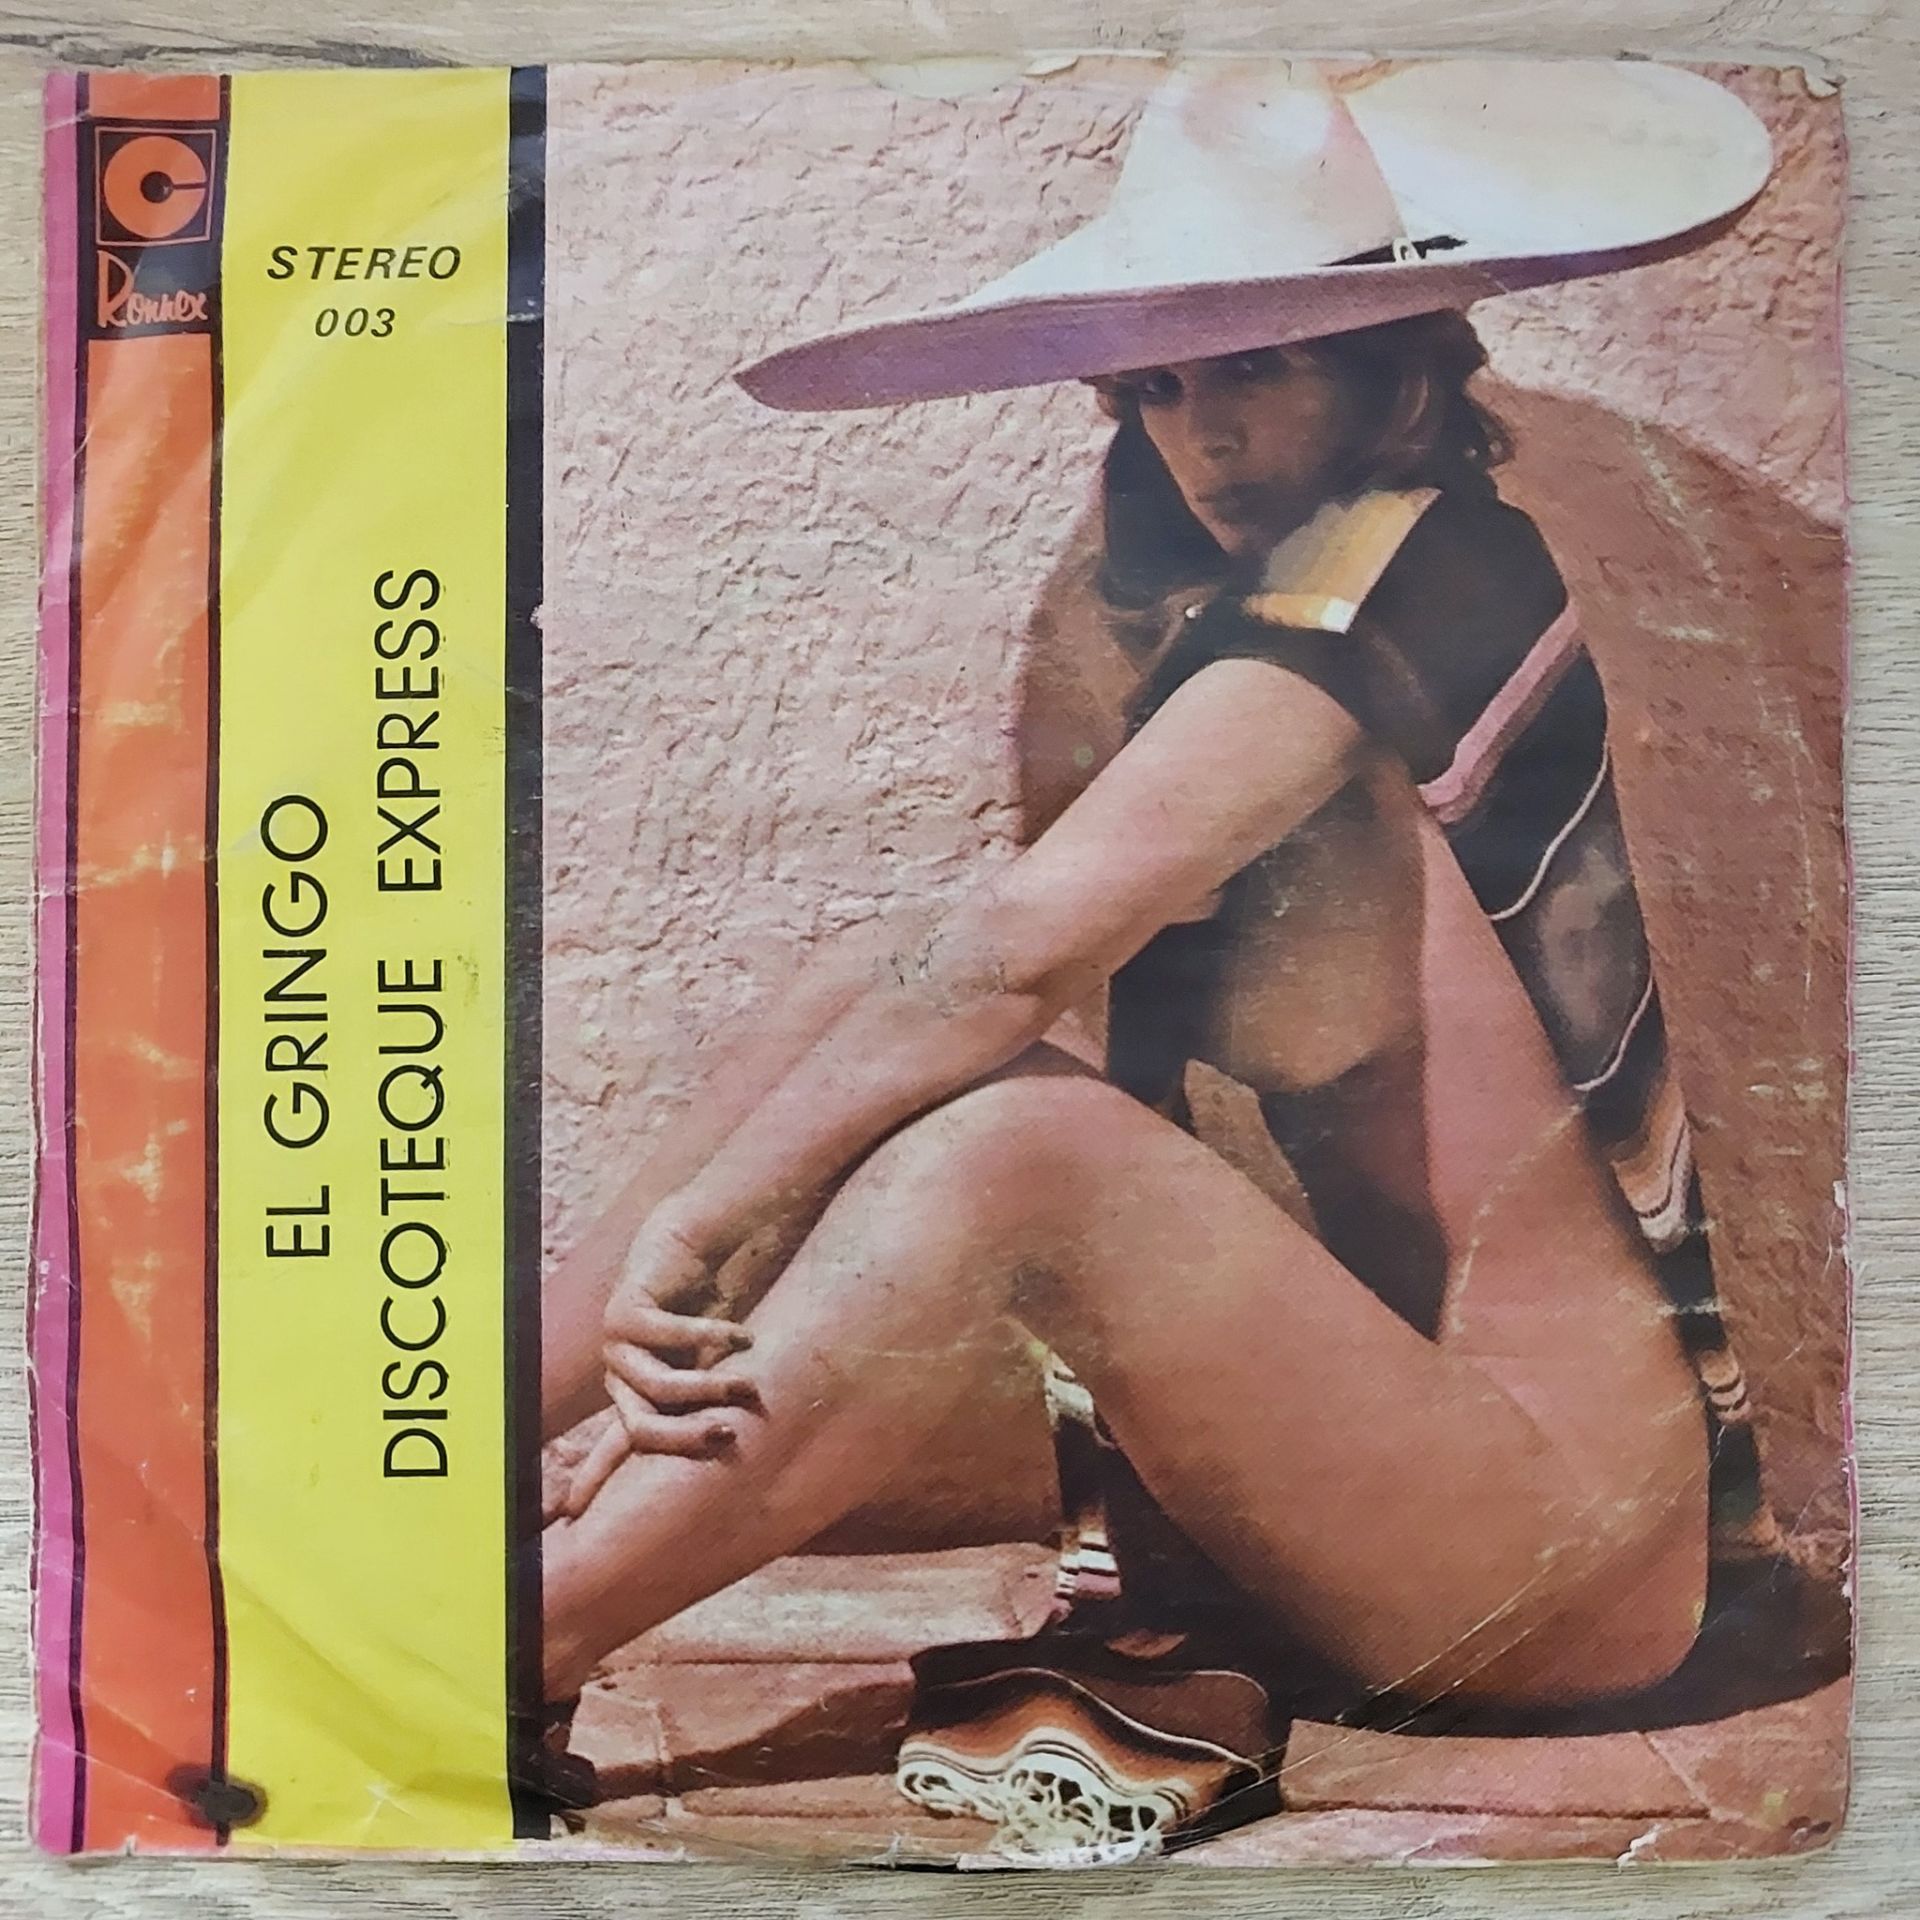 Ronnex
STEREO
003
EL GRINGO
DISCOTEQUE EXPRESS